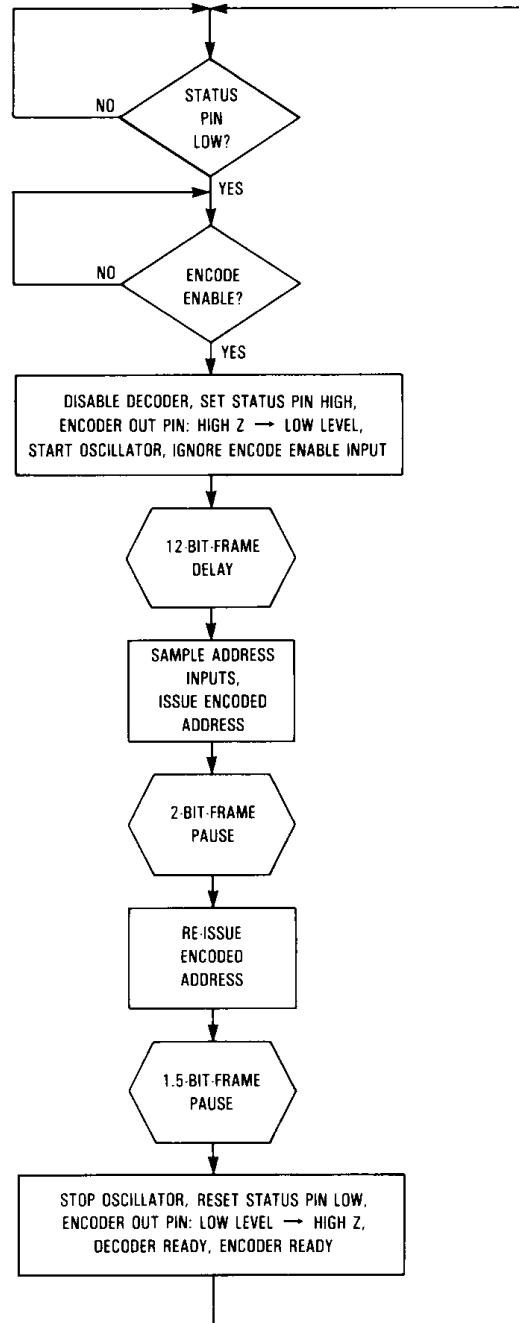 STATUS
PIN
LOW?
NO
YES
ENCODE
ENABLE?
NO
YES
DISABLE DECODER, SET STATUS PIN HIGH,
ENCODER OUT PIN: HIGH Z → LOW LEVEL,
START OSCILLATOR, IGNORE ENCODE ENABLE INPUT
12-BIT-FRAME
DELAY
SAMPLE ADDRESS
INPUTS,
ISSUE ENCODED
ADDRESS
2-BIT-FRAME
PAUSE
RE-ISSUE
ENCODED
ADDRESS
1.5-BIT-FRAME
PAUSE
STOP OSCILLATOR, RESET STATUS PIN LOW,
ENCODER OUT PIN: LOW LEVEL → HIGH Z,
DECODER READY, ENCODER READY